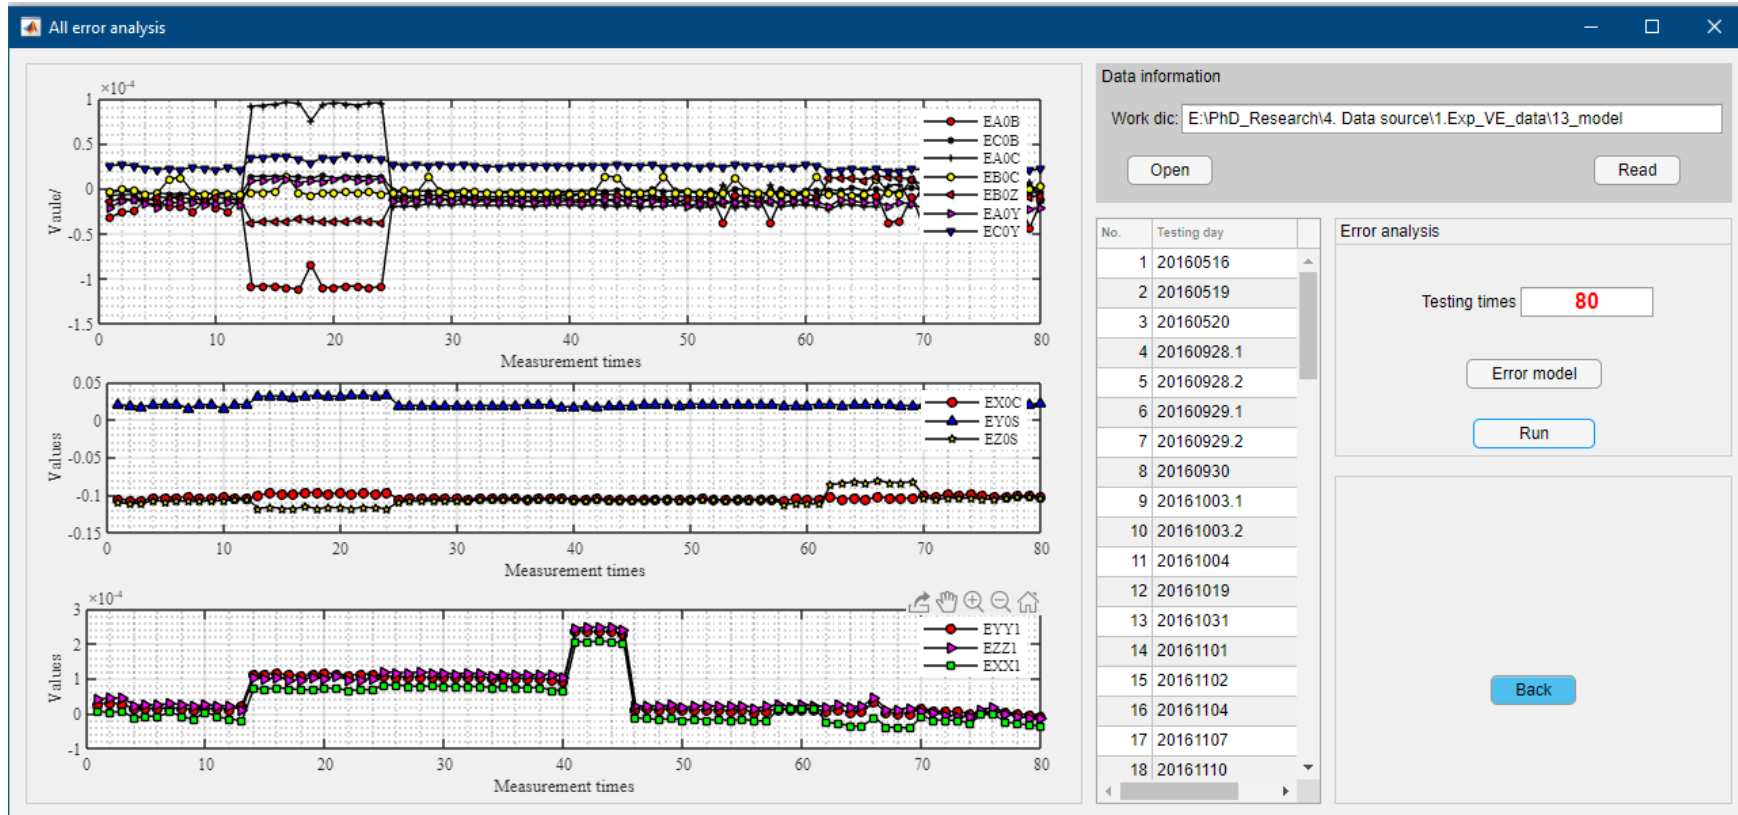 All error analysis
×10⁻⁴
1
0.5
0
-0.5
-1
-1.5
Vaule/
EA0B
EC0B
EA0C
EB0C
EB0Z
EA0Y
EC0Y
0 10 20 30 40 50 60 70 80
Measurement times
0.05
0
-0.05
-0.1
-0.15
Values
EX0C
EY0S
EZ0S
0 10 20 30 40 50 60 70 80
Measurement times
×10⁻⁴
3
2
1
0
-1
Values
EYY1
EZZ1
EXX1
0 10 20 30 40 50 60 70 80
Measurement times
Data information
Work dic: E:\PhD_Research\4. Data source\1.Exp_VE_data\13_model
Open Read
No. Testing day
1 20160516
2 20160519
3 20160520
4 20160928.1
5 20160928.2
6 20160929.1
7 20160929.2
8 20160930
9 20161003.1
10 20161003.2
11 20161004
12 20161019
13 20161031
14 20161101
15 20161102
16 20161104
17 20161107
18 20161110
Error analysis
Testing times 80
Error model
Run
Back